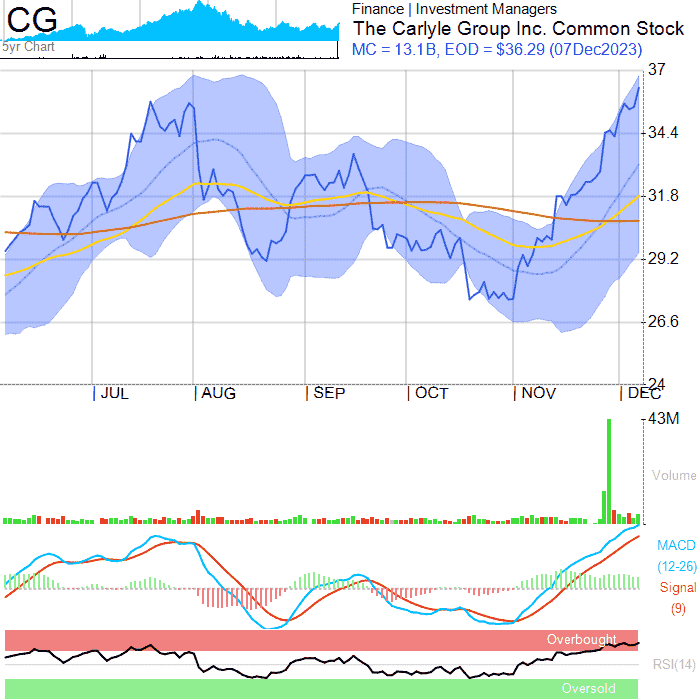 CG
5yr Chart
Finance | Investment Managers
The Carlyle Group Inc. Common Stock
MC = 13.1B, EOD = $36.29 (07Dec2023)
37
34.4
31.8
29.2
26.6
24
JUL AUG SEP OCT NOV DEC
43M
Volume
MACD
(12-26)
Signal
(9)
Overbought
RSI(14)
Oversold